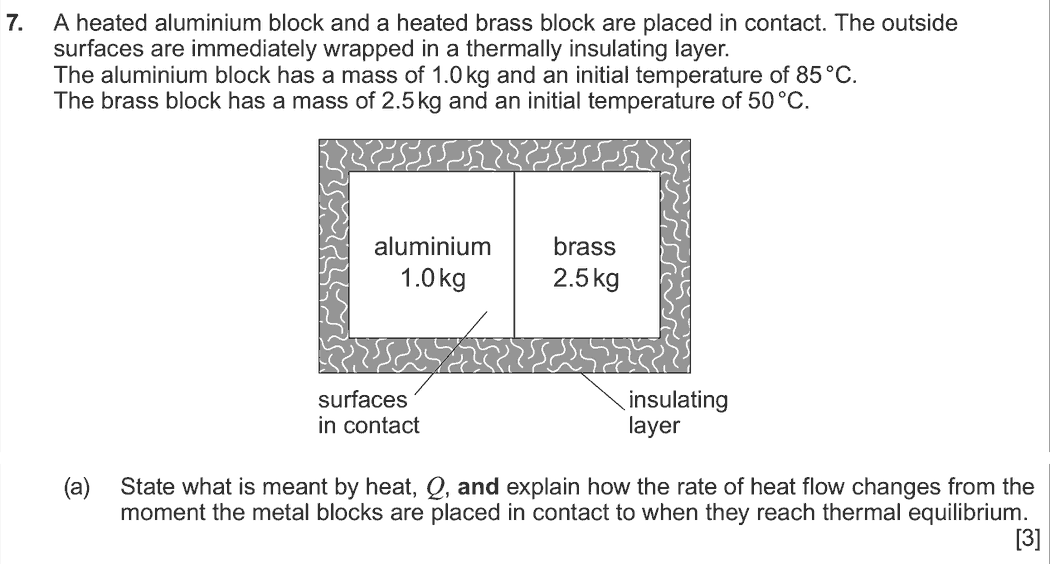 7. A heated aluminium block and a heated brass block are placed in contact. The outside
surfaces are immediately wrapped in a thermally insulating layer.
The aluminium block has a mass of 1.0 kg and an initial temperature of 85 °C.
The brass block has a mass of 2.5 kg and an initial temperature of 50 °C.
aluminium
1.0 kg
brass
2.5 kg
surfaces
in contact
insulating
layer
(a) State what is meant by heat, Q, and explain how the rate of heat flow changes from the
moment the metal blocks are placed in contact to when they reach thermal equilibrium.
[3]